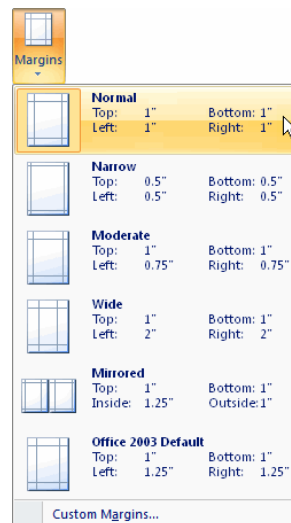 Margins
Normal
Top: 1" Bottom: 1"
Left: 1" Right: 1"
Narrow
Top: 0.5" Bottom: 0.5"
Left: 0.5" Right: 0.5"
Moderate
Top: 1" Bottom: 1"
Left: 0.75" Right: 0.75"
Wide
Top: 1" Bottom: 1"
Left: 2" Right: 2"
Mirrored
Top: 1" Bottom: 1"
Inside: 1.25" Outside: 1"
Office 2003 Default
Top: 1" Bottom: 1"
Left: 1.25" Right: 1.25"
Custom Margins...